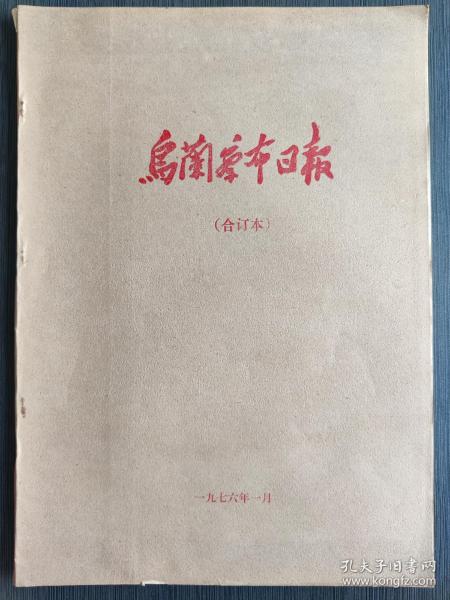 烏蘭察布日报
（合订本）
一九七六年一月
孔夫子旧书网
www.kongfz.com